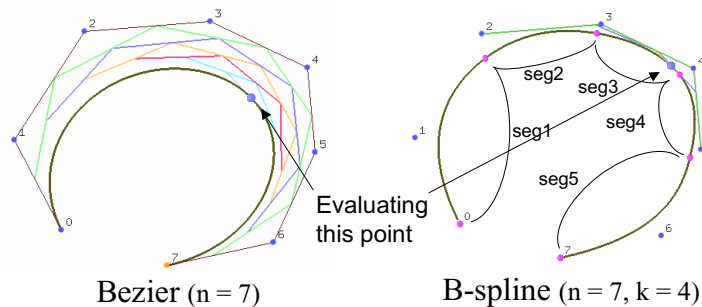 0
1
2
3
4
5
6
7
Evaluating
this point
Bezier (n = 7)
0
1
2
3
4
6
7
seg1
seg2
seg3
seg4
seg5
B-spline (n = 7, k = 4)